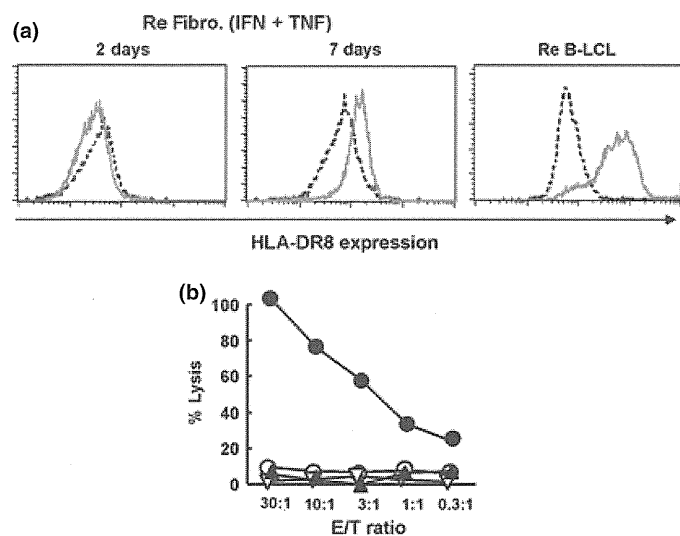 (a)
Re Fibro. (IFN + TNF)
2 days
7 days
Re B-LCL
HLA-DR8 expression
(b)
100
80
60
40
20
0
% Lysis
30:1
10:1
3:1
1:1
0.3:1
E/T ratio